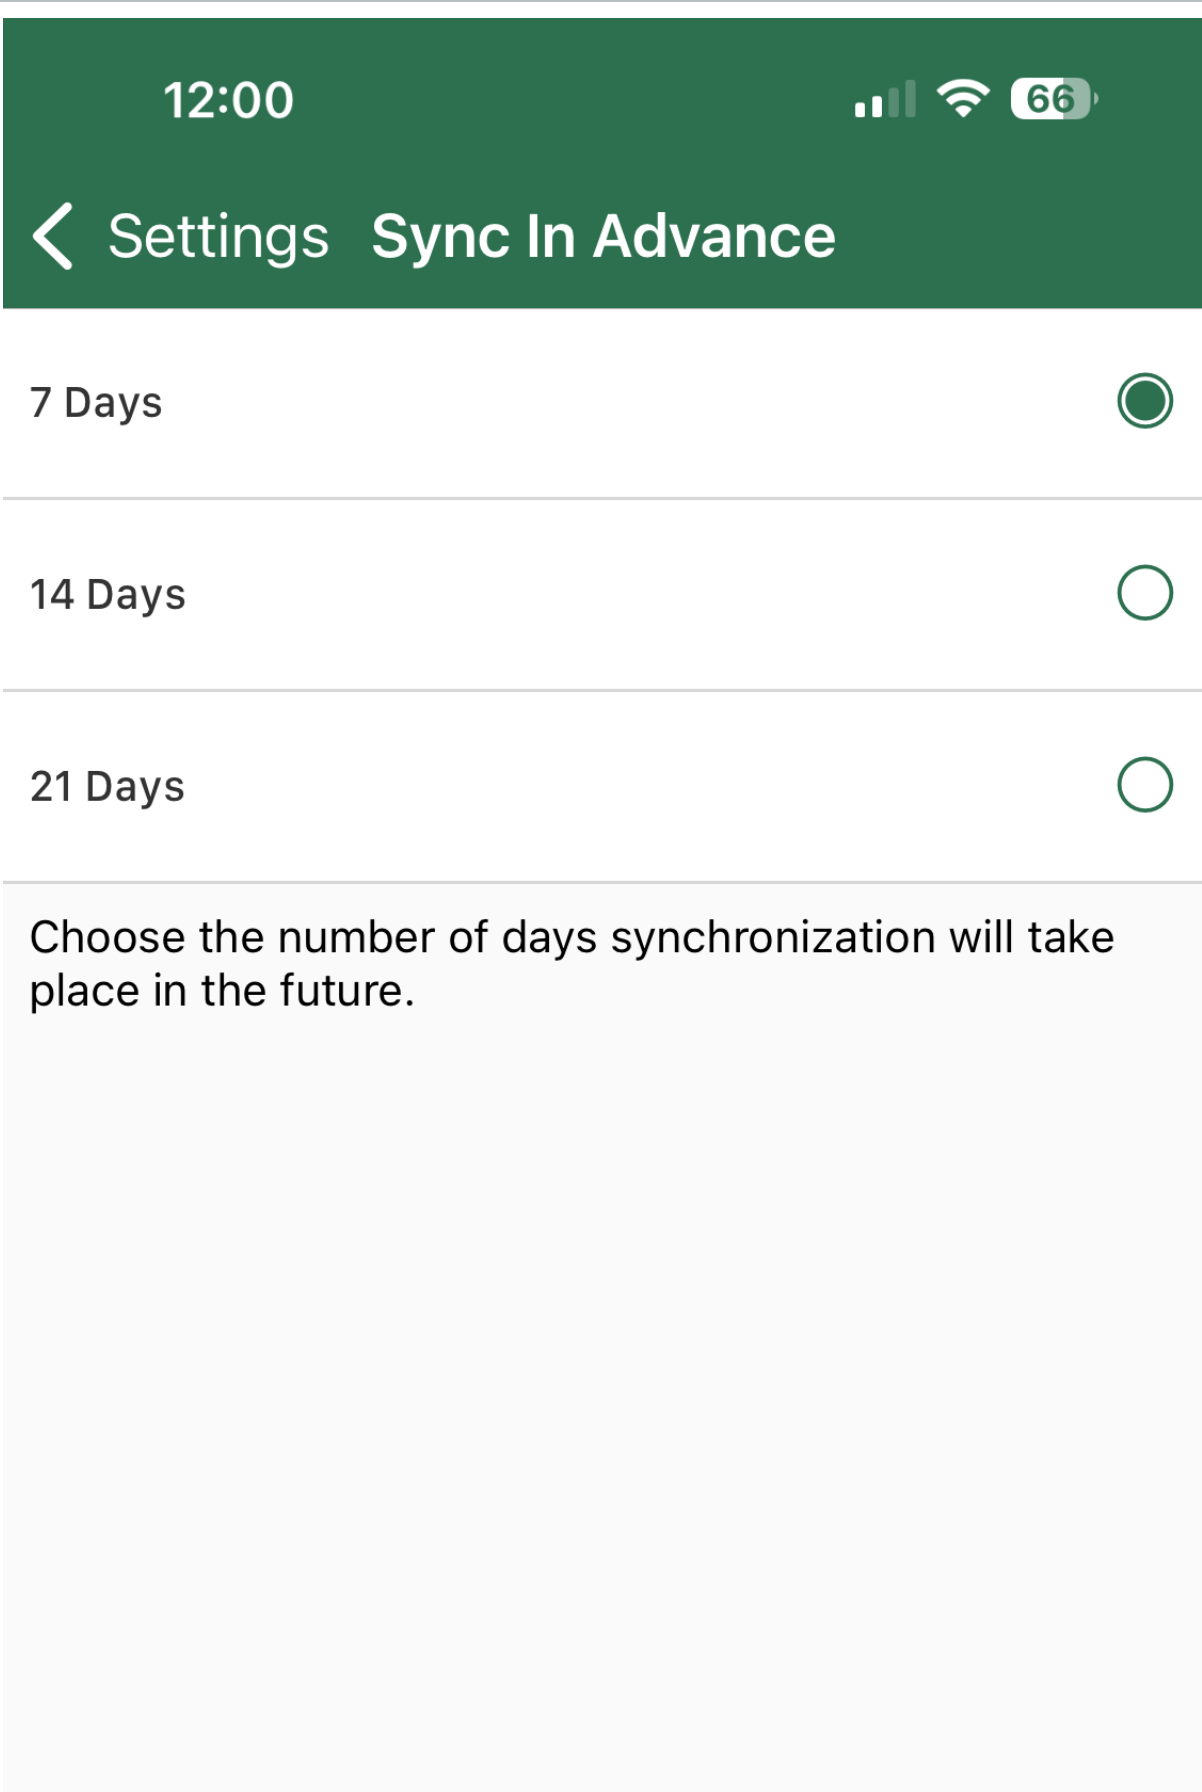 12:00 66
Settings Sync In Advance
7 Days
14 Days
21 Days
Choose the number of days synchronization will take
place in the future.